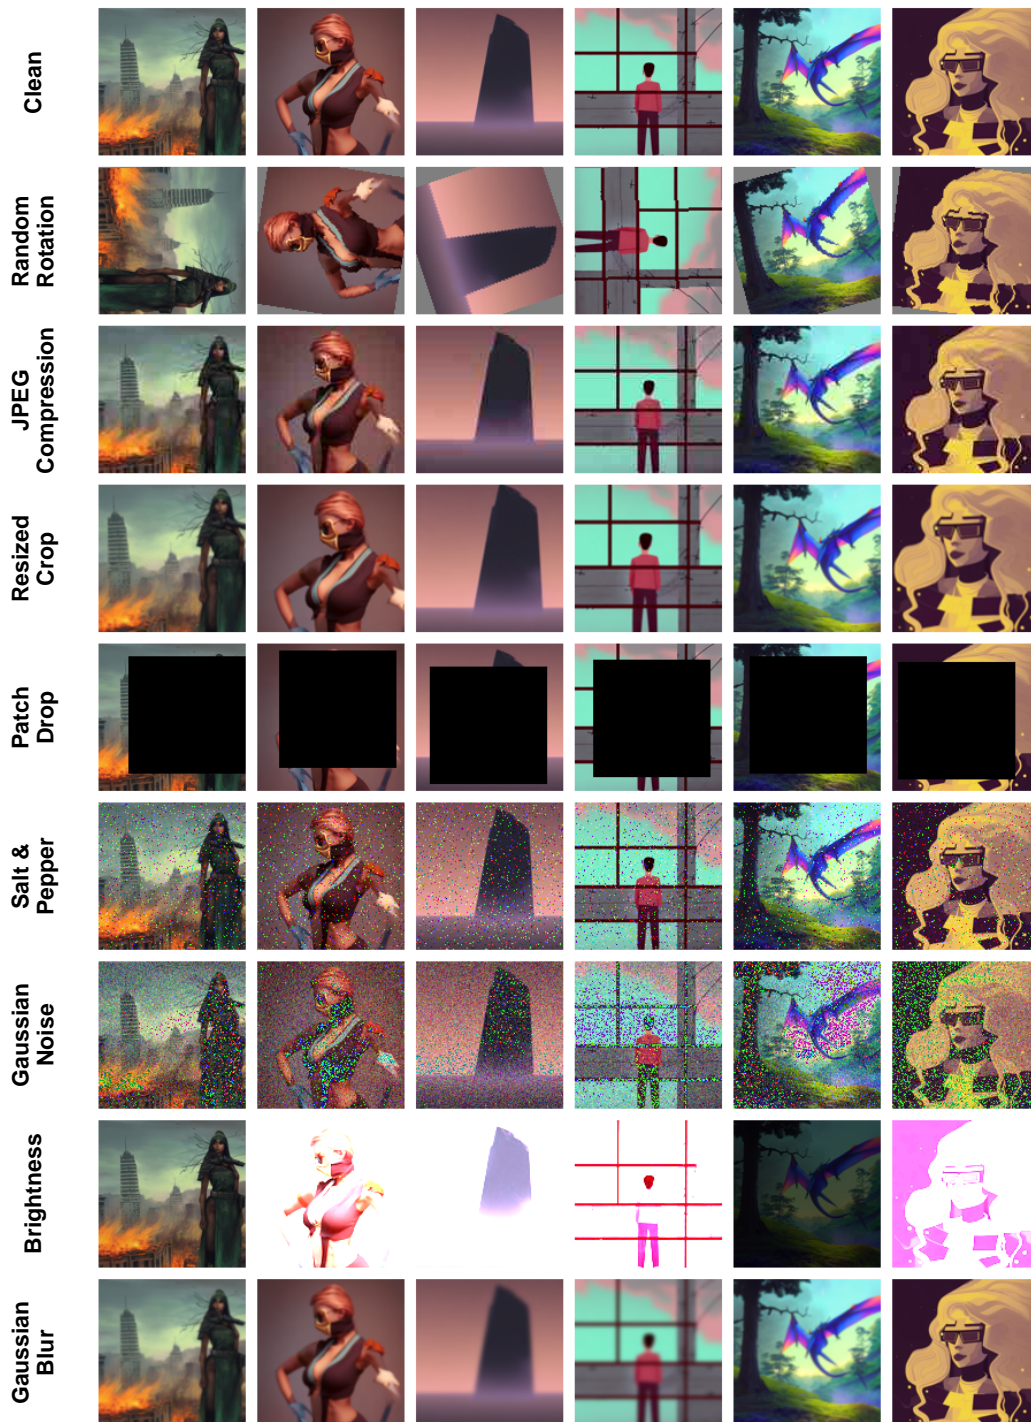 Clean
Random
Rotation
JPEG
Compression
Resized
Crop
Patch
Drop
Salt &
Pepper
Gaussian
Noise
Brightness
Gaussian
Blur